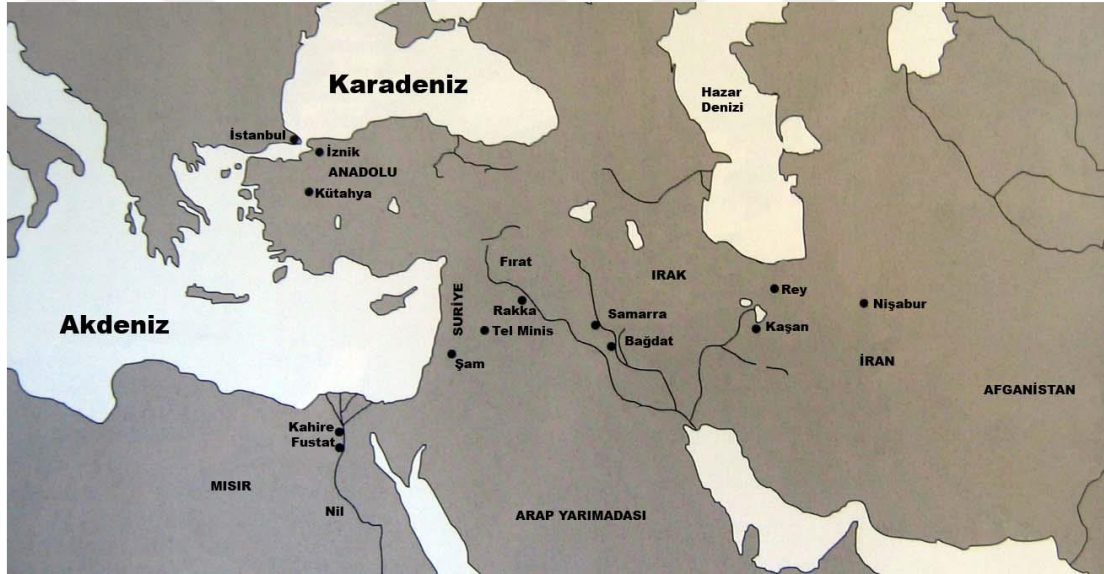 Karadeniz
Hazar
Denizi
İstanbul
İznik
ANADOLU
Kütahya
Fırat
IRAK
SURİYE
Rakka
Rey
Nişabur
Akdeniz
Samarra
Tel Minis
Kaşan
Bağdat
Şam
İRAN
AFGANİSTAN
Kahire
Fustat
MISIR
Nil
ARAP YARIMADASI